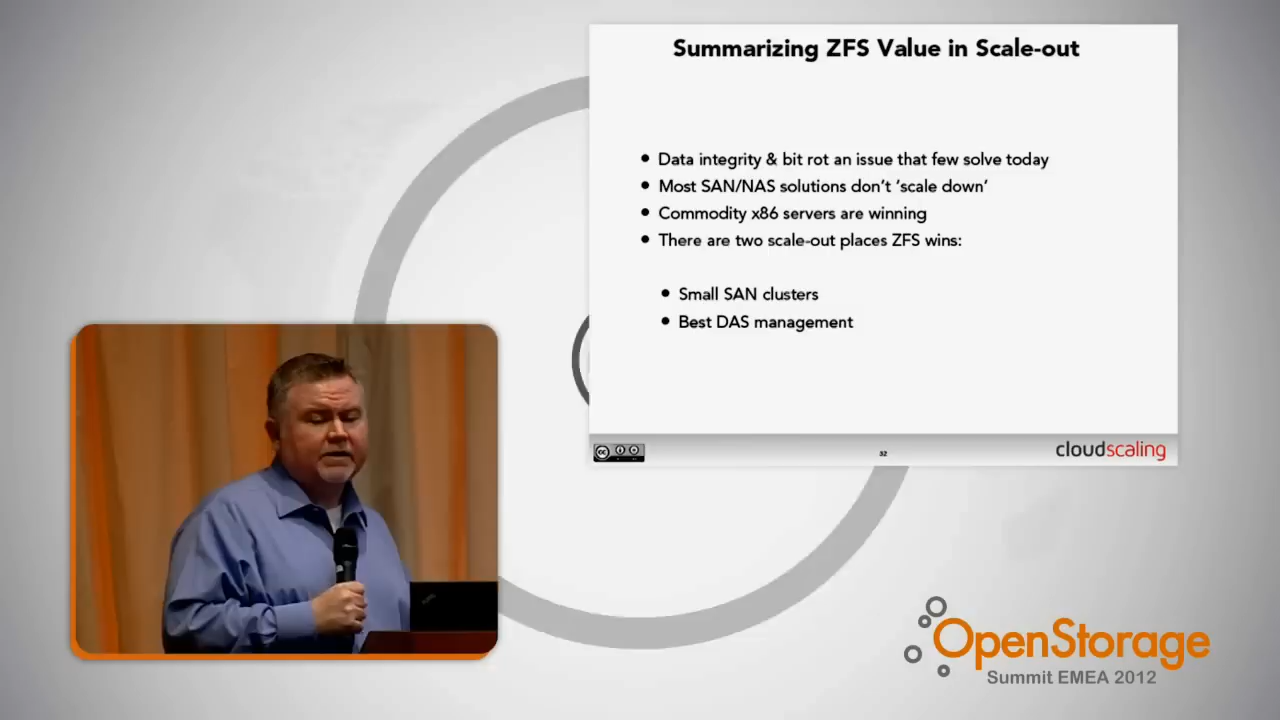 Summarizing ZFS Value in Scale-out
• Data integrity & bit rot an issue that few solve today
• Most SAN/NAS solutions don't 'scale down'
• Commodity x86 servers are winning
• There are two scale-out places ZFS wins:
• Small SAN clusters
• Best DAS management
cc
32
cloudscaling
OpenStorage
Summit EMEA 2012